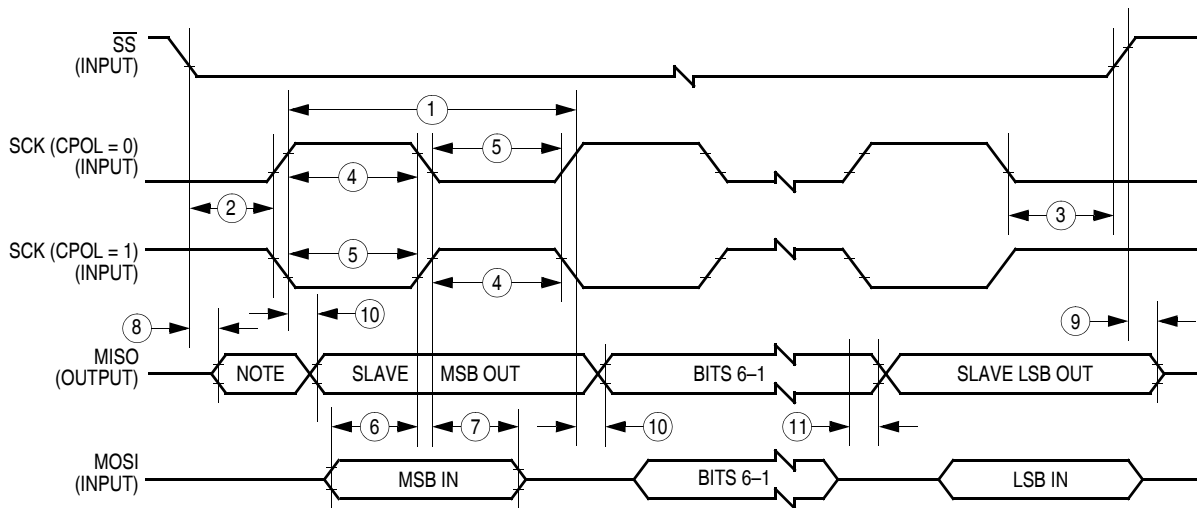 SS
(INPUT)
1
SCK (CPOL = 0)
(INPUT)
5
4
2
3
SCK (CPOL = 1)
(INPUT)
5
4
8
10
9
MISO
(OUTPUT)
NOTE
SLAVE MSB OUT
BITS 6–1
SLAVE LSB OUT
6
7
10
11
MOSI
(INPUT)
MSB IN
BITS 6–1
LSB IN